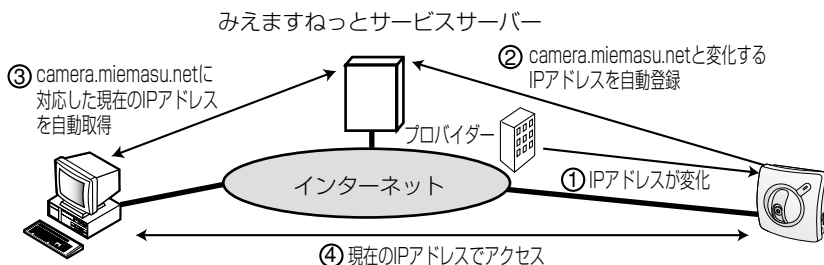 みえますねっとサービスサーバー
② camera.miemasu.netと変化する
IPアドレスを自動登録
③ camera.miemasu.netに
対応した現在のIPアドレス
を自動取得
プロバイダー
インターネット
① IPアドレスが変化
④ 現在のIPアドレスでアクセス